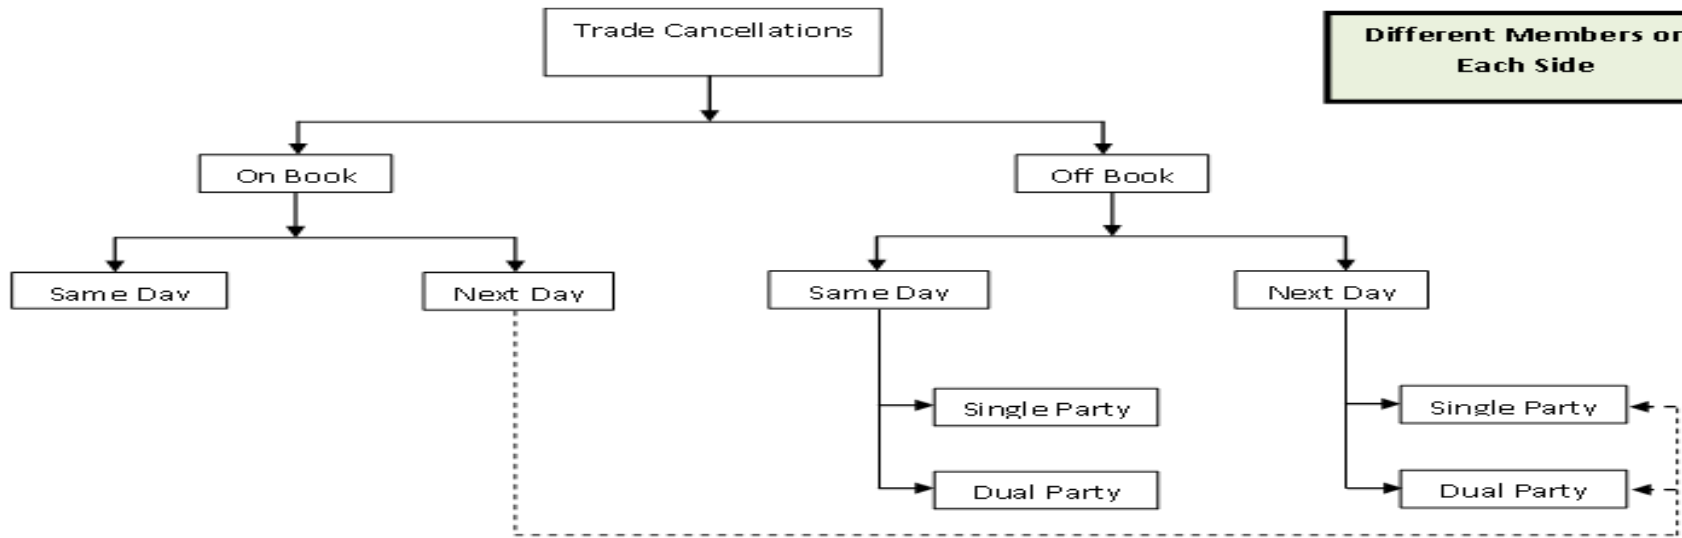 Trade Cancellations
Different Members on
Each Side
On Book
Off Book
Same Day
Next Day
Same Day
Next Day
Single Party
Single Party
Dual Party
Dual Party